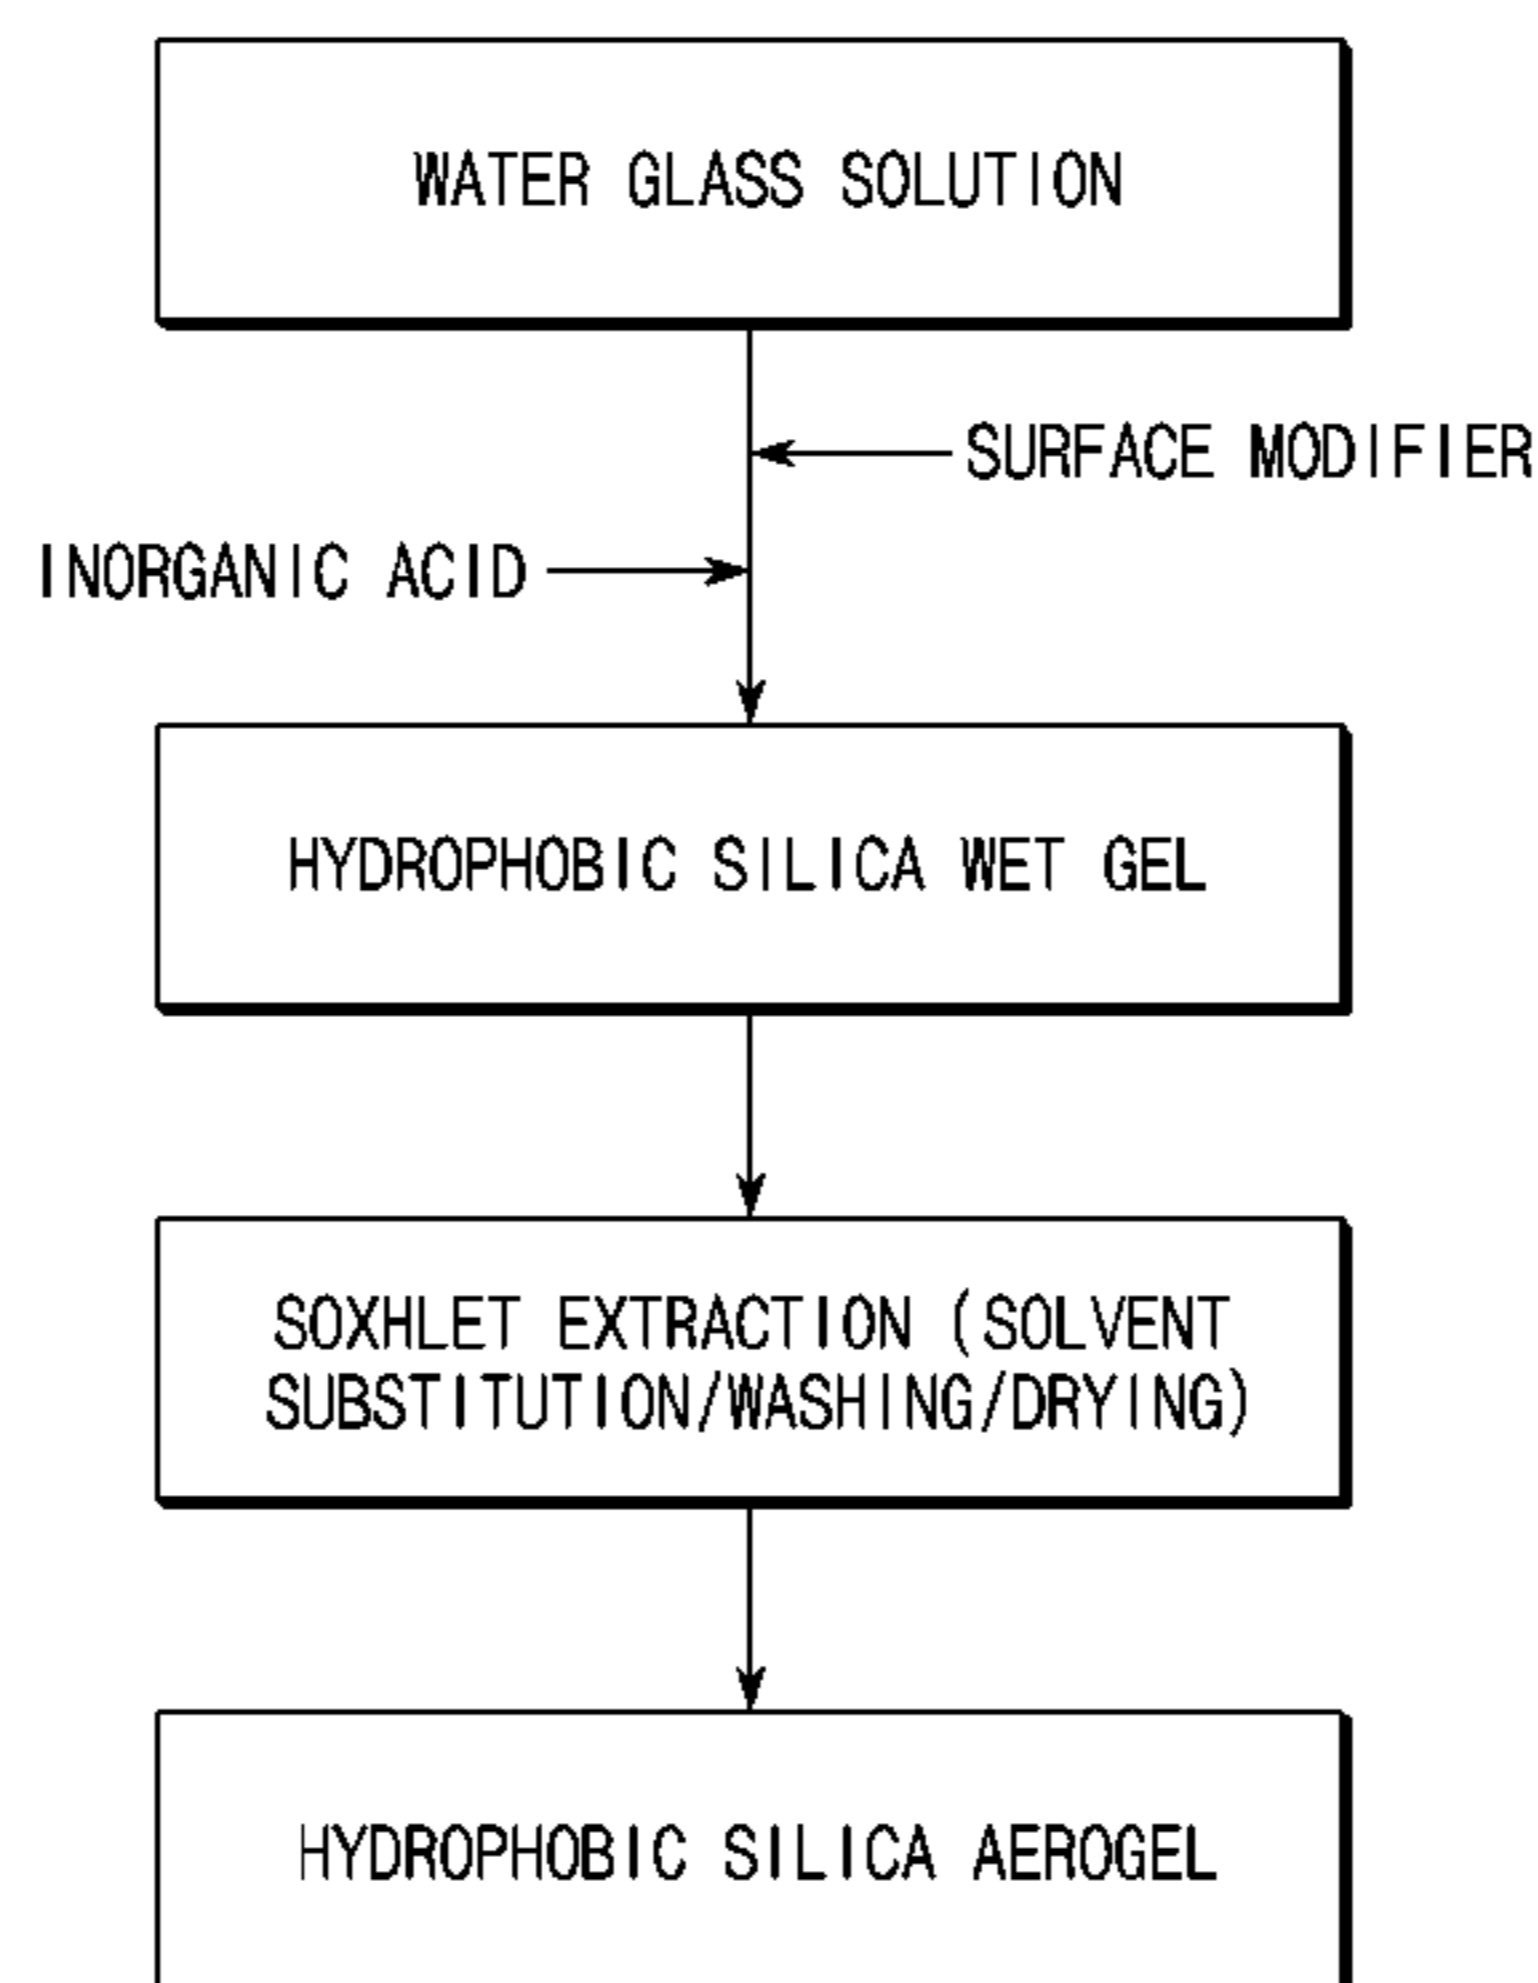 WATER GLASS SOLUTION
SURFACE MODIFIER
INORGANIC ACID
HYDROPHOBIC SILICA WET GEL
SOXHLET EXTRACTION (SOLVENT
SUBSTITUTION/WASHING/DRYING)
HYDROPHOBIC SILICA AEROGEL